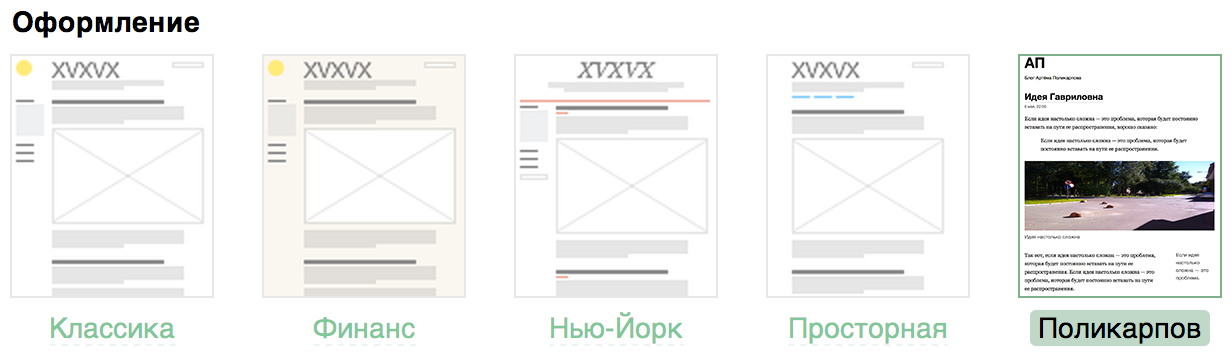 Оформление
XVXVX
XVXVX
XVXVX
XVXVX
АП
Блог Артёма Поликарпова
Идея Гавриловна
6 мая, 22:00
Если идея настолько сложна — это проблема, которая будет постоянно
вставать на пути ее распространения, хорошо сказано:
Если идея настолько сложна — это проблема, которая будет
постоянно вставать на пути ее распространения.
Идея настолько сложна
Так вот, если идея настолько сложна — это проблема,
которая будет постоянно вставать на пути ее
распространения. Если идея настолько сложна — это
проблема, которая будет постоянно вставать на пути
ее распространения.
Если идея
настолько
сложна — это
проблема.
Классика
Финанс
Нью-Йорк
Просторная
Поликарпов